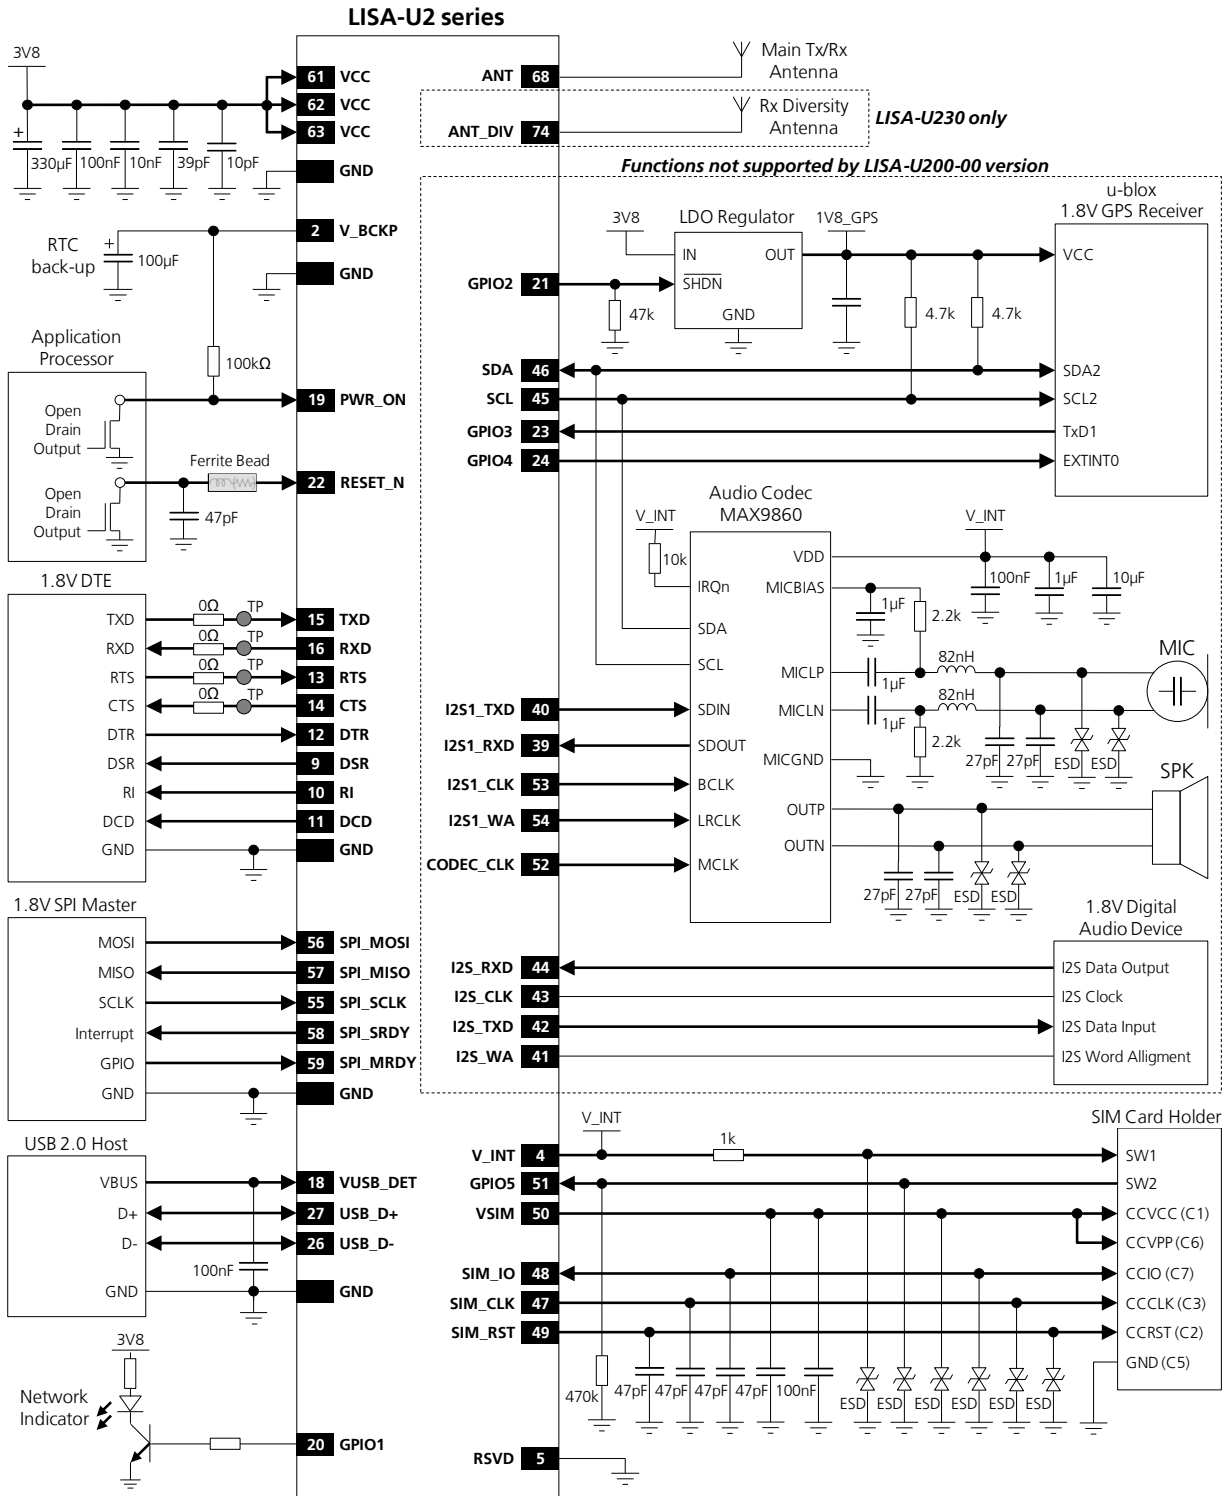 LISA-U2 series
3V8
330µF
100nF
10nF
39pF
10pF
61 VCC
62 VCC
63 VCC
GND
RTC
back-up
+
100µF
2 V_BCKP
GND
Application
Processor
100kΩ
Open
Drain
Output
19 PWR_ON
Ferrite Bead
Open
Drain
Output
47pF
22 RESET_N
1.8V DTE
TXD 0Ω TP 15 TXD
RXD 0Ω TP 16 RXD
RTS 0Ω TP 13 RTS
CTS 0Ω TP 14 CTS
DTR 12 DTR
DSR 9 DSR
RI 10 RI
DCD 11 DCD
GND GND
1.8V SPI Master
MOSI 56 SPI_MOSI
MISO 57 SPI_MISO
SCLK 55 SPI_SCLK
Interrupt 58 SPI_SRDY
GPIO 59 SPI_MRDY
GND GND
USB 2.0 Host
VBUS 18 VUSB_DET
D+ 27 USB_D+
D- 26 USB_D-
100nF
GND GND
3V8
Network
Indicator
20 GPIO1
ANT 68
Main Tx/Rx
Antenna
ANT_DIV 74
Rx Diversity
Antenna
LISA-U230 only
Functions not supported by LISA-U200-00 version
3V8
LDO Regulator
1V8_GPS
u-blox
1.8V GPS Receiver
IN OUT
VCC
GPIO2 21
SHDN
GND
47k
4.7k
4.7k
SDA 46 SDA2
SCL 45 SCL2
GPIO3 23 TxD1
GPIO4 24 EXTINT0
Audio Codec
MAX9860
V_INT
10k
IRQn
SDA
SCL
VDD
V_INT
100nF
1µF
10µF
MICBIAS
1µF
2.2k
MICLP
1µF
82nH
MICLN
1µF
82nH
2.2k
27pF
27pF
ESD
ESD
MIC
MICGND
I2S1_TXD 40 SDIN
I2S1_RXD 39 SDOUT
I2S1_CLK 53 BCLK
I2S1_WA 54 LRCLK
CODEC_CLK 52 MCLK
OUTP
OUTN
SPK
27pF
27pF
ESD
ESD
1.8V Digital
Audio Device
I2S_RXD 44 I2S Data Output
I2S_CLK 43 I2S Clock
I2S_TXD 42 I2S Data Input
I2S_WA 41 I2S Word Alligment
V_INT
SIM Card Holder
V_INT 4 1k SW1
GPIO5 51 SW2
VSIM 50 CCVCC (C1)
CCVPP (C6)
SIM_IO 48 CCIO (C7)
SIM_CLK 47 CCCLK (C3)
SIM_RST 49 CCRST (C2)
GND (C5)
470k
47pF
47pF
47pF
47pF
100nF
ESD
ESD
ESD
ESD
ESD
ESD
RSVD 5